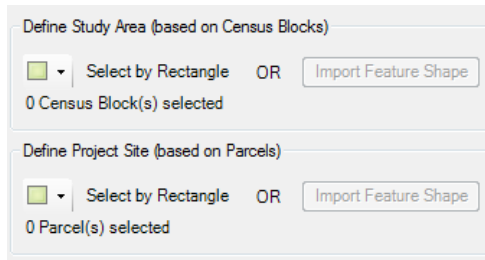 Define Study Area (based on Census Blocks)
Select by Rectangle OR Import Feature Shape
0 Census Block(s) selected
Define Project Site (based on Parcels)
Select by Rectangle OR Import Feature Shape
0 Parcel(s) selected